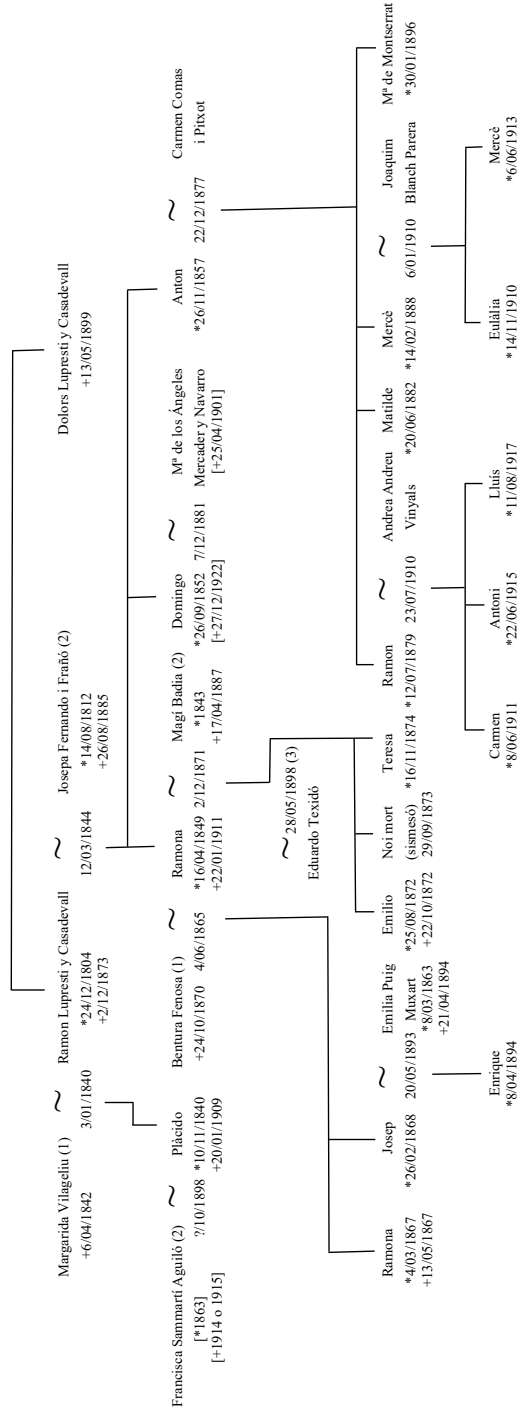 Margarida Vilageliu (1)
+6/04/1842
~
3/01/1840
Ramon Lupresti y Casadevall
*24/12/1804
+2/12/1873
~
12/03/1844
Josepa Fernando i Frañó (2)
*14/08/1812
+26/08/1885
Dolors Lupresti y Casadevall
+13/05/1899
Francisca Sammartí Aguiló (2)
[*1863]
[+1914 o 1915]
~
?/10/1898
Plàcido
*10/11/1840
+20/01/1909
Bentura Fenosa (1)
+24/10/1870
~
4/06/1865
Ramona
*16/04/1849
+22/01/1911
~
2/12/1871
Magí Badia (2)
*1843
+17/04/1887
Domingo
*26/09/1852
[+27/12/1922]
~
7/12/1881
Mª de los Ángeles
Mercader y Navarro
[+25/04/1901]
Anton
*26/11/1857
~
22/12/1877
Carmen Comas
i Pitxot
~ 28/05/1898 (3)
Eduardo Texidó
Ramona
*4/03/1867
+13/05/1867
Josep
*26/02/1868
~
20/05/1893
Emilia Puig
Muxart
*8/03/1863
+21/04/1894
Emilio
*25/08/1872
+22/10/1872
Noi mort
(sismesó)
29/09/1873
Teresa
*16/11/1874
Ramon
*12/07/1879
~
23/07/1910
Andrea Andreu
Vinyals
Matilde
*20/06/1882
Mercè
*14/02/1888
~
6/01/1910
Joaquim
Blanch Parera
Mª de Montserrat
*30/01/1896
Enrique
*8/04/1894
Carmen
*8/06/1911
Antoni
*22/06/1915
Lluis
*11/08/1917
Eulàlia
*14/11/1910
Mercè
*6/06/1913